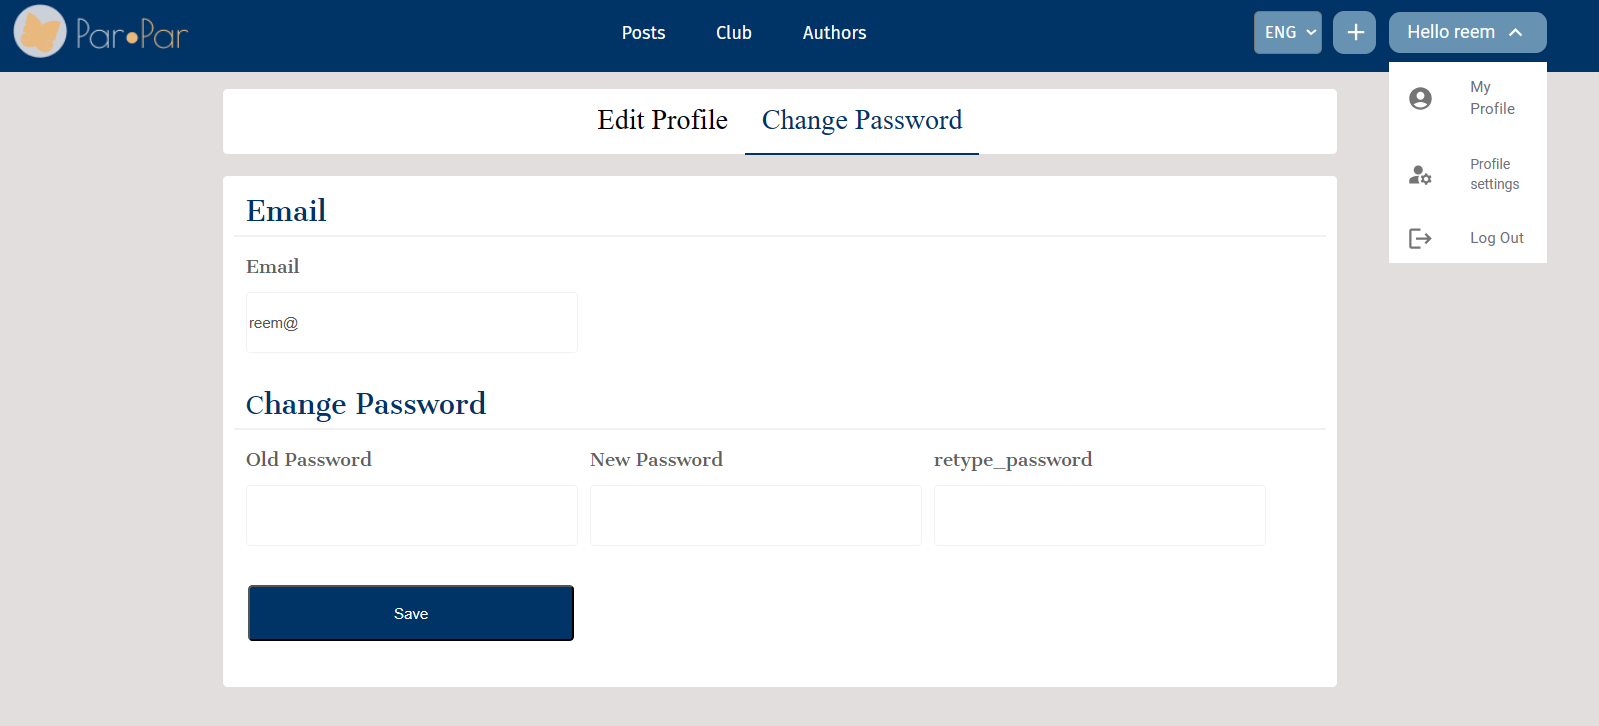 Par•Par
Posts
Club
Authors
ENG
Hello reem
My
Profile
Profile
settings
Log Out
Edit Profile
Change Password
Email
Email
reem@
Change Password
Old Password
New Password
retype_password
Save